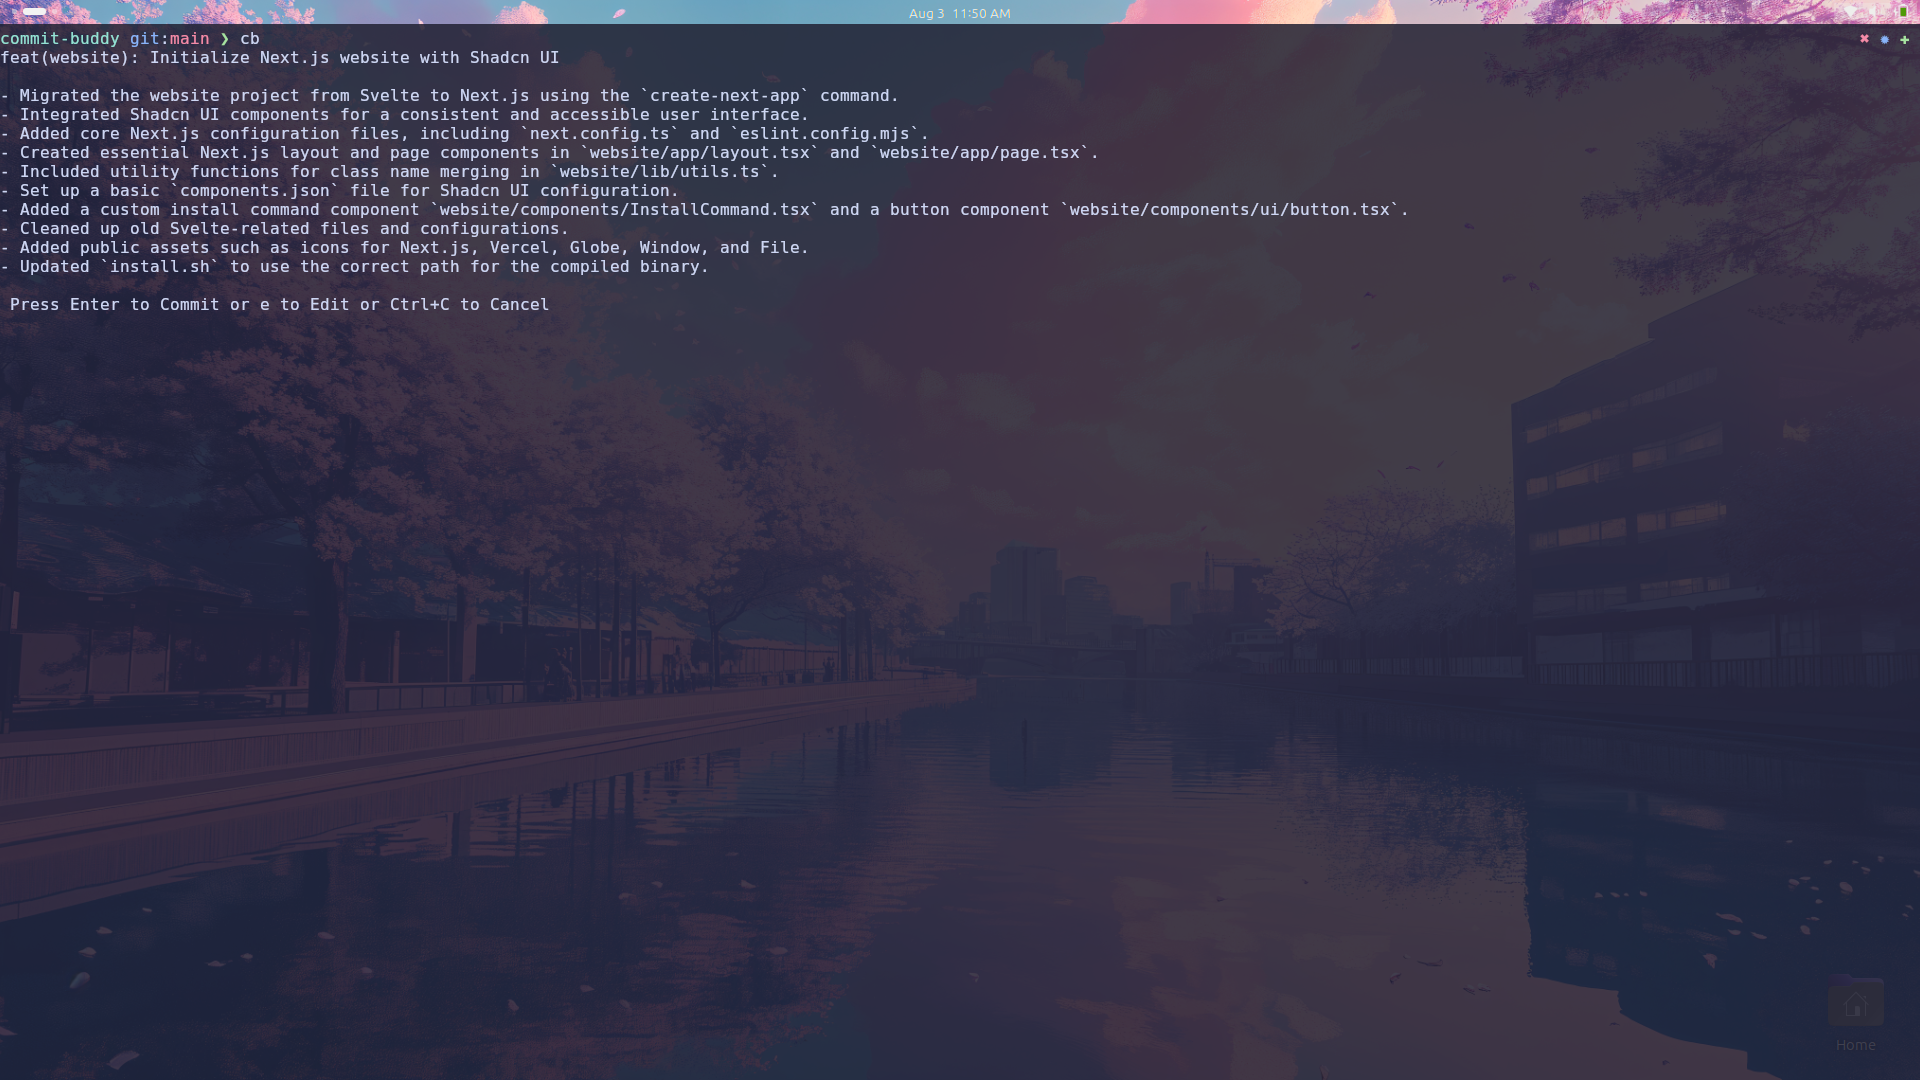 Aug 3 11:50 AM
commit-buddy git:main ❯ cb ✖ ✹ ✚
feat(website): Initialize Next.js website with Shadcn UI
- Migrated the website project from Svelte to Next.js using the `create-next-app` command.
- Integrated Shadcn UI components for a consistent and accessible user interface.
- Added core Next.js configuration files, including `next.config.ts` and `eslint.config.mjs`.
- Created essential Next.js layout and page components in `website/app/layout.tsx` and `website/app/page.tsx`.
- Included utility functions for class name merging in `website/lib/utils.ts`.
- Set up a basic `components.json` file for Shadcn UI configuration.
- Added a custom install command component `website/components/InstallCommand.tsx` and a button component `website/components/ui/button.tsx`.
- Cleaned up old Svelte-related files and configurations.
- Added public assets such as icons for Next.js, Vercel, Globe, Window, and File.
- Updated `install.sh` to use the correct path for the compiled binary.
Press Enter to Commit or e to Edit or Ctrl+C to Cancel
Home